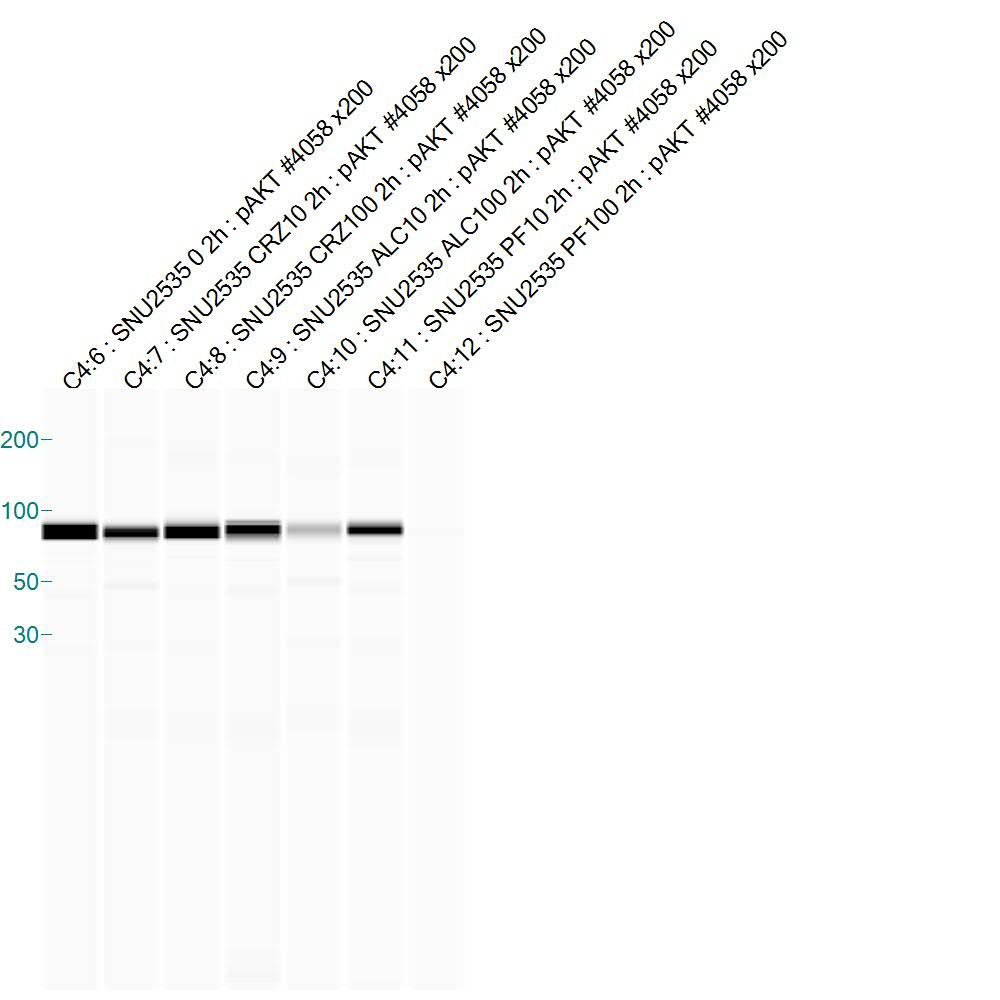 C4:6 : SNU2535 0 2h : pAKT #4058 x200
C4:7 : SNU2535 CRZ10 2h : pAKT #4058 x200
C4:8 : SNU2535 CRZ100 2h : pAKT #4058 x200
C4:9 : SNU2535 ALC10 2h : pAKT #4058 x200
C4:10 : SNU2535 ALC100 2h : pAKT #4058 x200
C4:11 : SNU2535 PF10 2h : pAKT #4058 x200
C4:12 : SNU2535 PF100 2h : pAKT #4058 x200
200
100
50
30